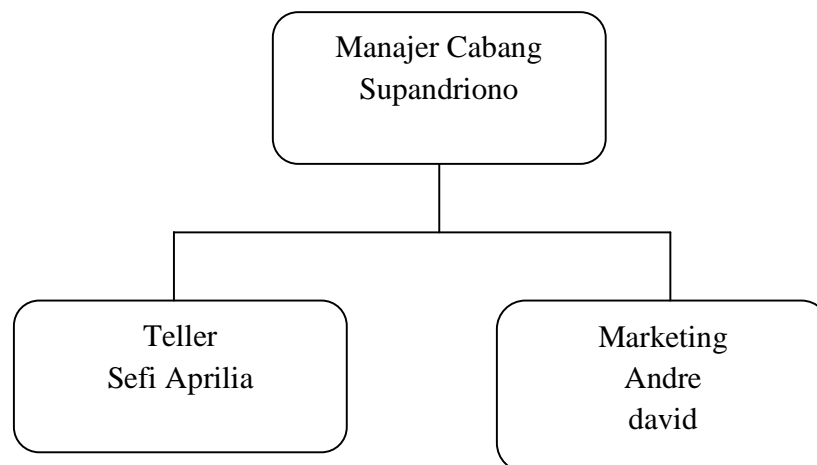 Manajer Cabang
Supandriono
Teller
Sefi Aprilia
Marketing
Andre
david